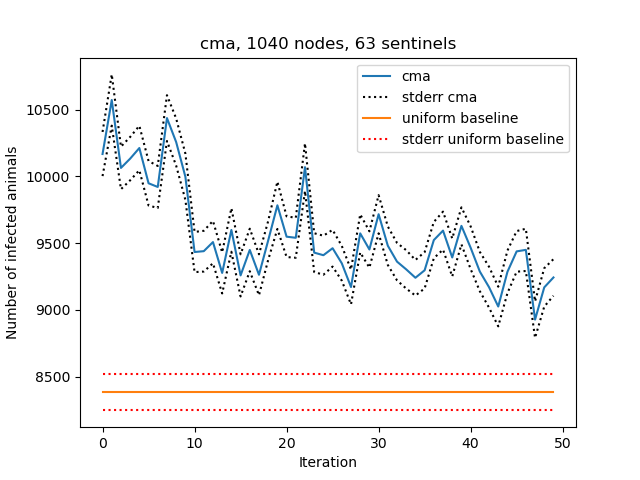 cma, 1040 nodes, 63 sentinels
Number of infected animals
10500
10000
9500
9000
8500
cma
stderr cma
uniform baseline
stderr uniform baseline
0
10
20
30
40
50
Iteration